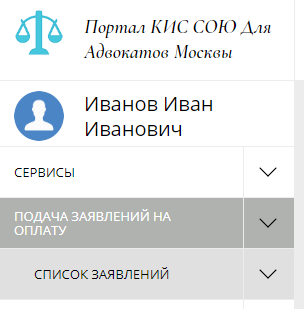 Портал КИС СОЮ Для
Адвокатов Москвы
Иванов Иван
Иванович
СЕРВИСЫ
ПОДАЧА ЗАЯВЛЕНИЙ НА
ОПЛАТУ
СПИСОК ЗАЯВЛЕНИЙ